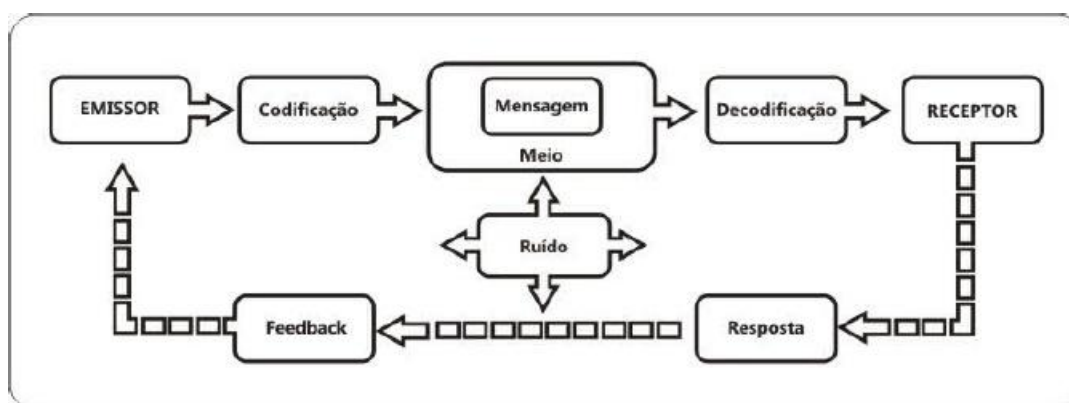 EMISSOR
Codificação
Mensagem
Meio
Decodificação
RECEPTOR
Ruído
Feedback
Resposta